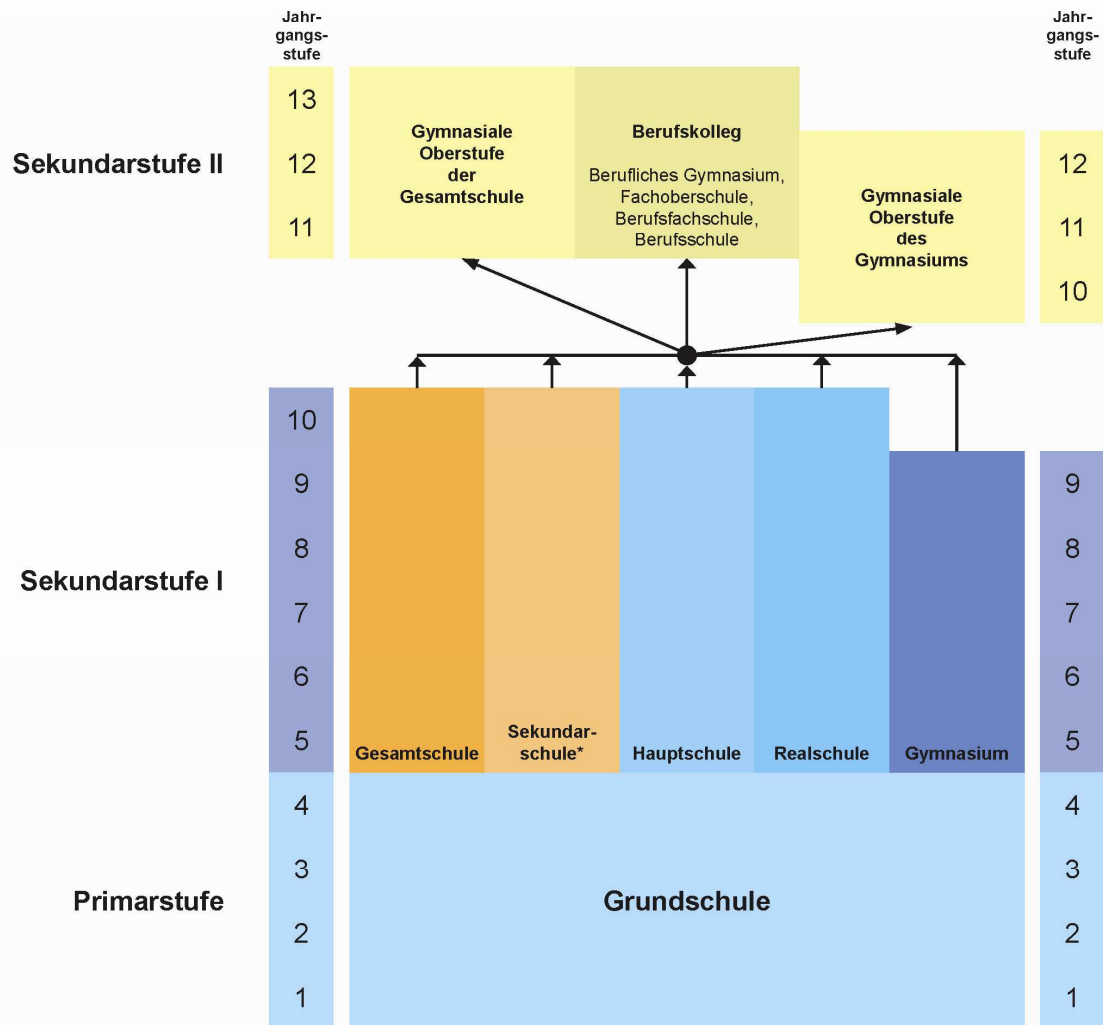 Jahr-
gangs-
stufe
Jahr-
gangs-
stufe
13
12
11
Sekundarstufe II
Gymnasiale
Oberstufe
der
Gesamtschule
Berufskolleg
Berufliches Gymnasium,
Fachoberschule,
Berufsfachschule,
Berufsschule
Gymnasiale
Oberstufe
des
Gymnasiums
12
11
10
Sekundarstufe I
10
9
8
7
6
5
Gesamtschule
Sekundar-
schule*
Hauptschule
Realschule
Gymnasium
9
8
7
6
5
Primarstufe
4
3
2
1
Grundschule
4
3
2
1